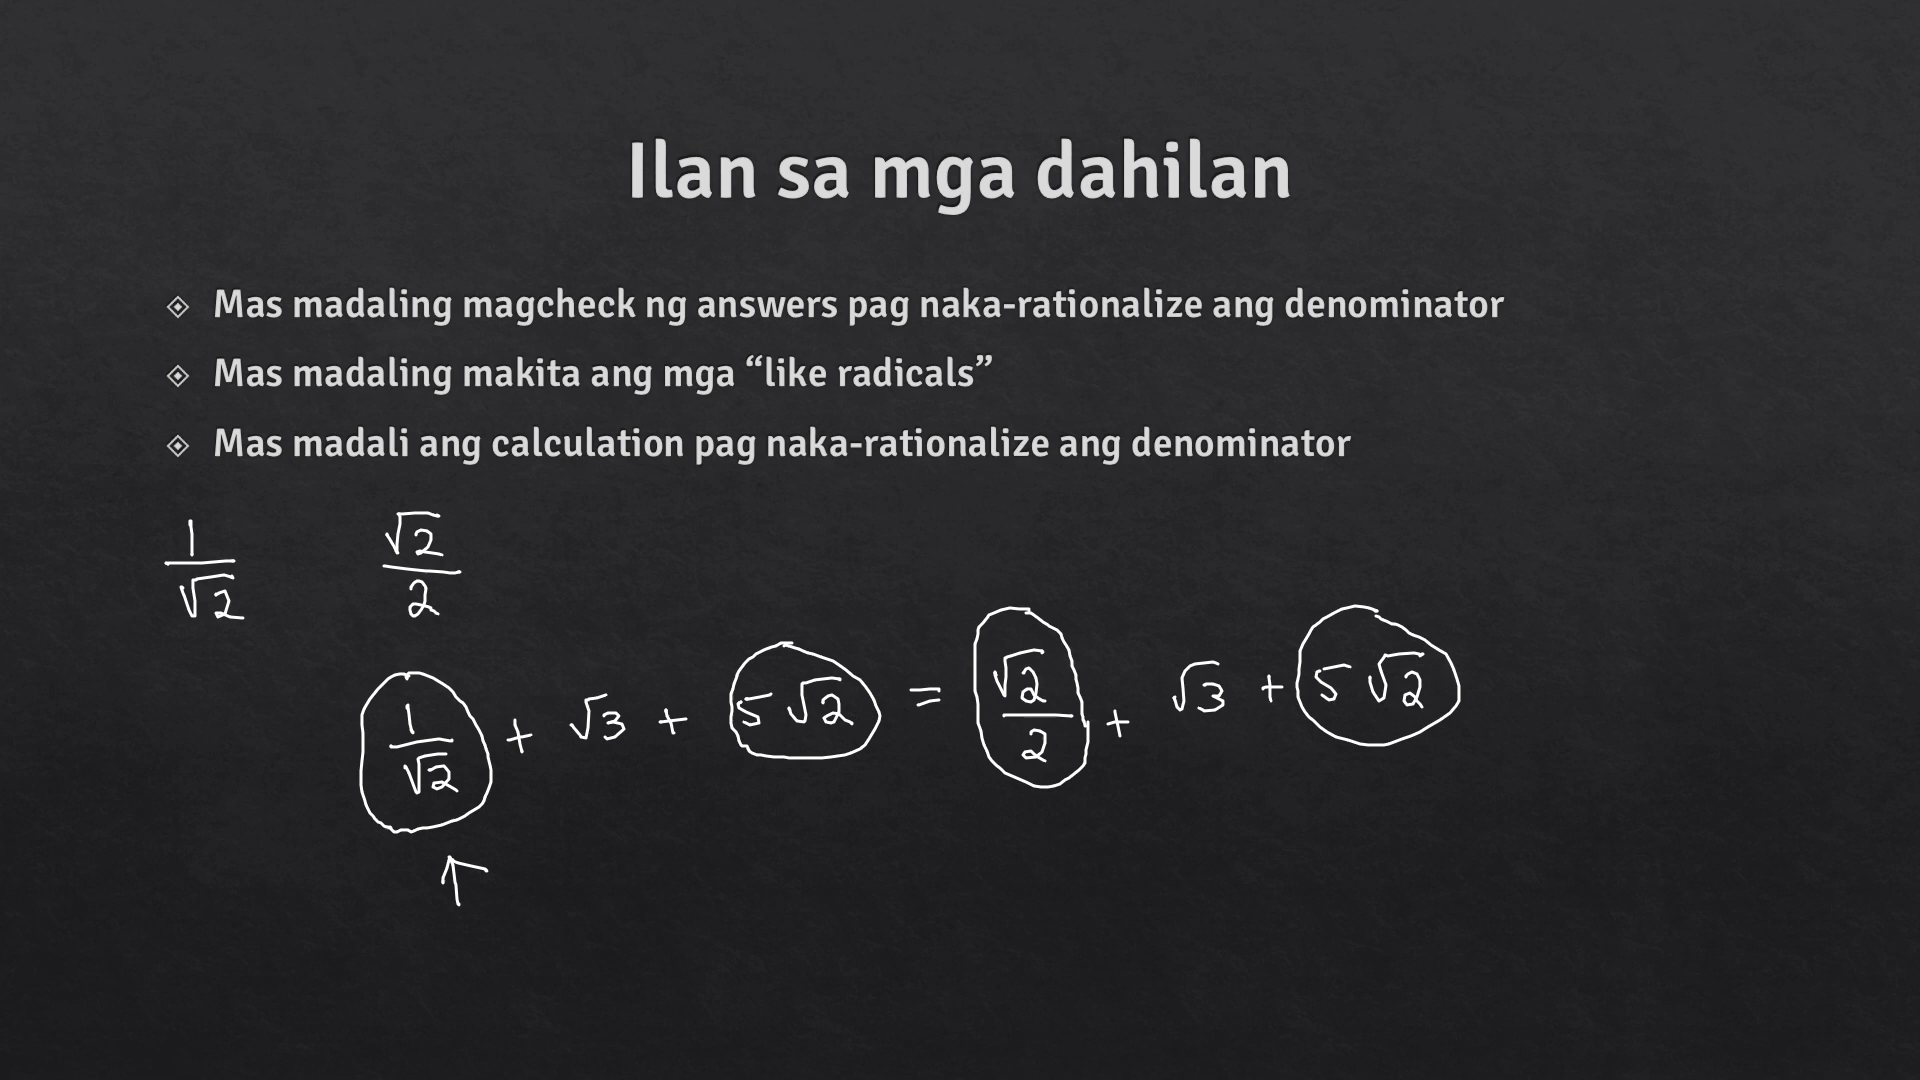 Ilan sa mga dahilan
Mas madaling magcheck ng answers pag naka-rationalize ang denominator
Mas madaling makita ang mga “like radicals”
Mas madali ang calculation pag naka-rationalize ang denominator
1/√2 √2/2
1/√2 + √3 + 5√2 = √2/2 + √3 + 5√2